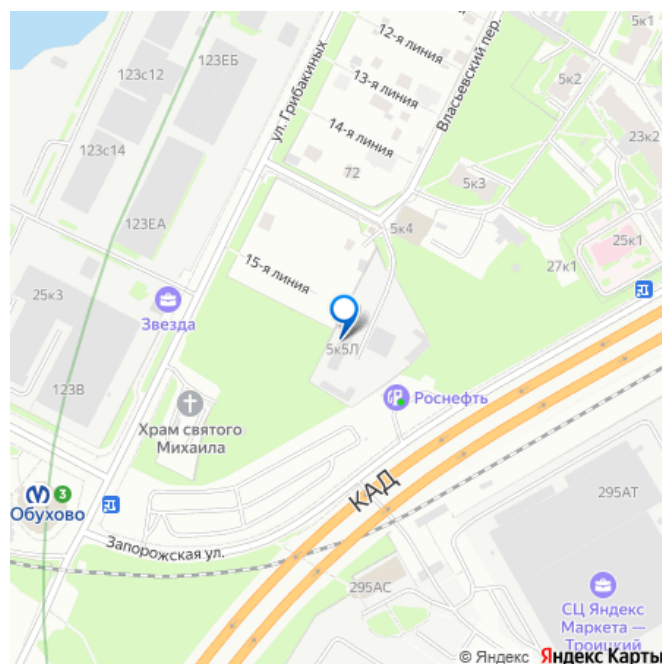 12-я линия
5к1
123ЕБ
123с12
5к2
13-я линия
ул. Грибакиных
Власьевский пер.
14-я линия
23к2
123с14
72
5к3
123ЕА
5к4
25к1
27к1
15-я линия
25к3
Звезда
5к5Л
123В
Роснефть
Храм святого
Михаила
КАД
295АТ
3
Обухово
Запорожская ул.
295АС
СЦ Яндекс
Маркета —
Троицкий
© Яндекс Яндекс Карты